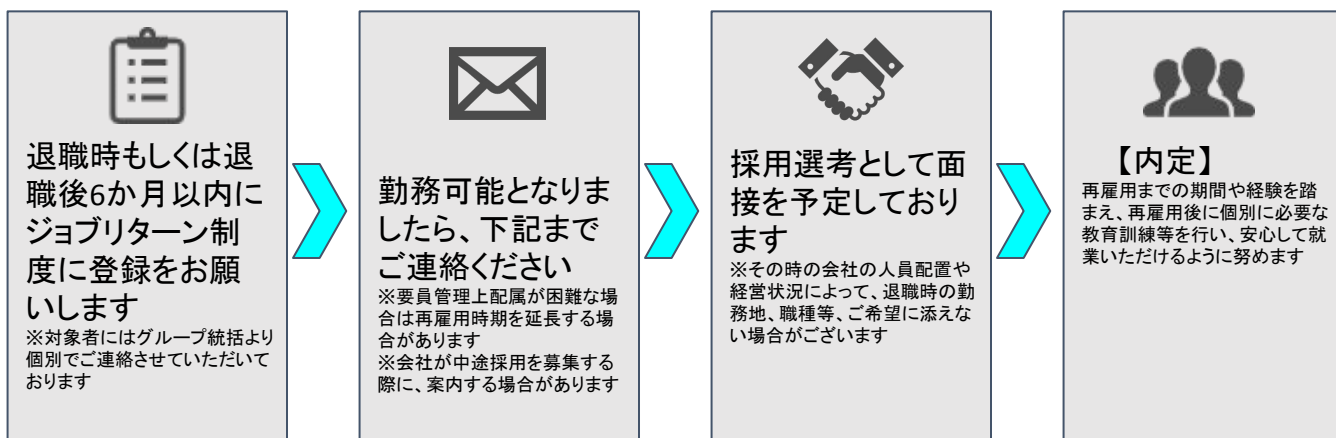 退職時もしくは退
職後6か月以内に
ジョブリターン制
度に登録をお願
いします
※対象者にはグループ統括より
個別でご連絡させていただいて
おります
勤務可能となりま
したら、下記まで
ご連絡ください
※要員管理上配属が困難な場
合は再雇用時期を延長する場
合があります
※会社が中途採用を募集する
際に、案内する場合があります
採用選考として面
接を予定しており
ます
※その時の会社の人員配置や
経営状況によって、退職時の勤
務地、職種等、ご希望に添えな
い場合がございます
【内定】
再雇用までの期間や経験を踏
まえ、再雇用後に個別に必要な
教育訓練等を行い、安心して就
業いただけるように努めます